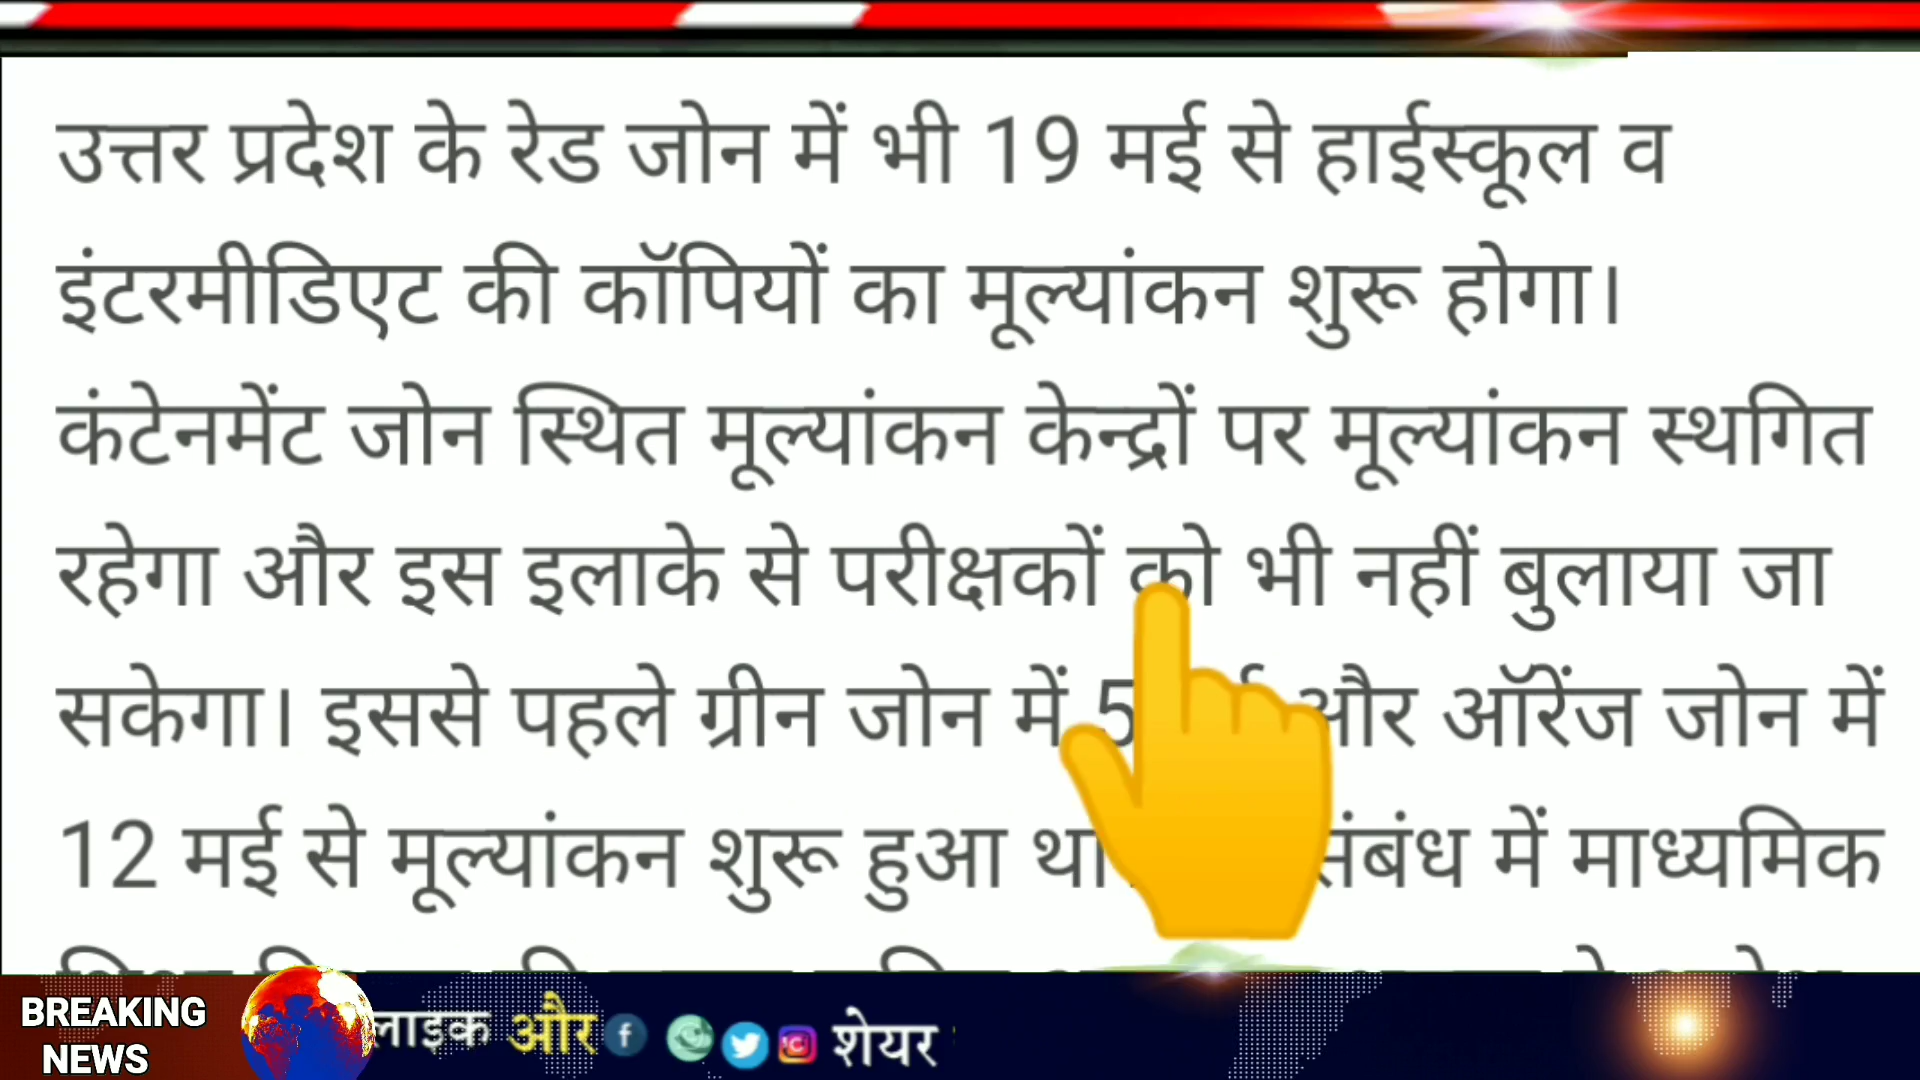 उत्तर प्रदेश के रेड जोन में भी 19 मई से हाईस्कूल व
इंटरमीडिएट की कॉपियों का मूल्यांकन शुरू होगा।
कंटेनमेंट जोन स्थित मूल्यांकन केन्द्रों पर मूल्यांकन स्थगित
रहेगा और इस इलाके से परीक्षकों को भी नहीं बुलाया जा
सकेगा। इससे पहले ग्रीन जोन में 5 और ऑरेंज जोन में
12 मई से मूल्यांकन शुरू हुआ था संबंध में माध्यमिक
BREAKING
NEWS
लाइक और शेयर